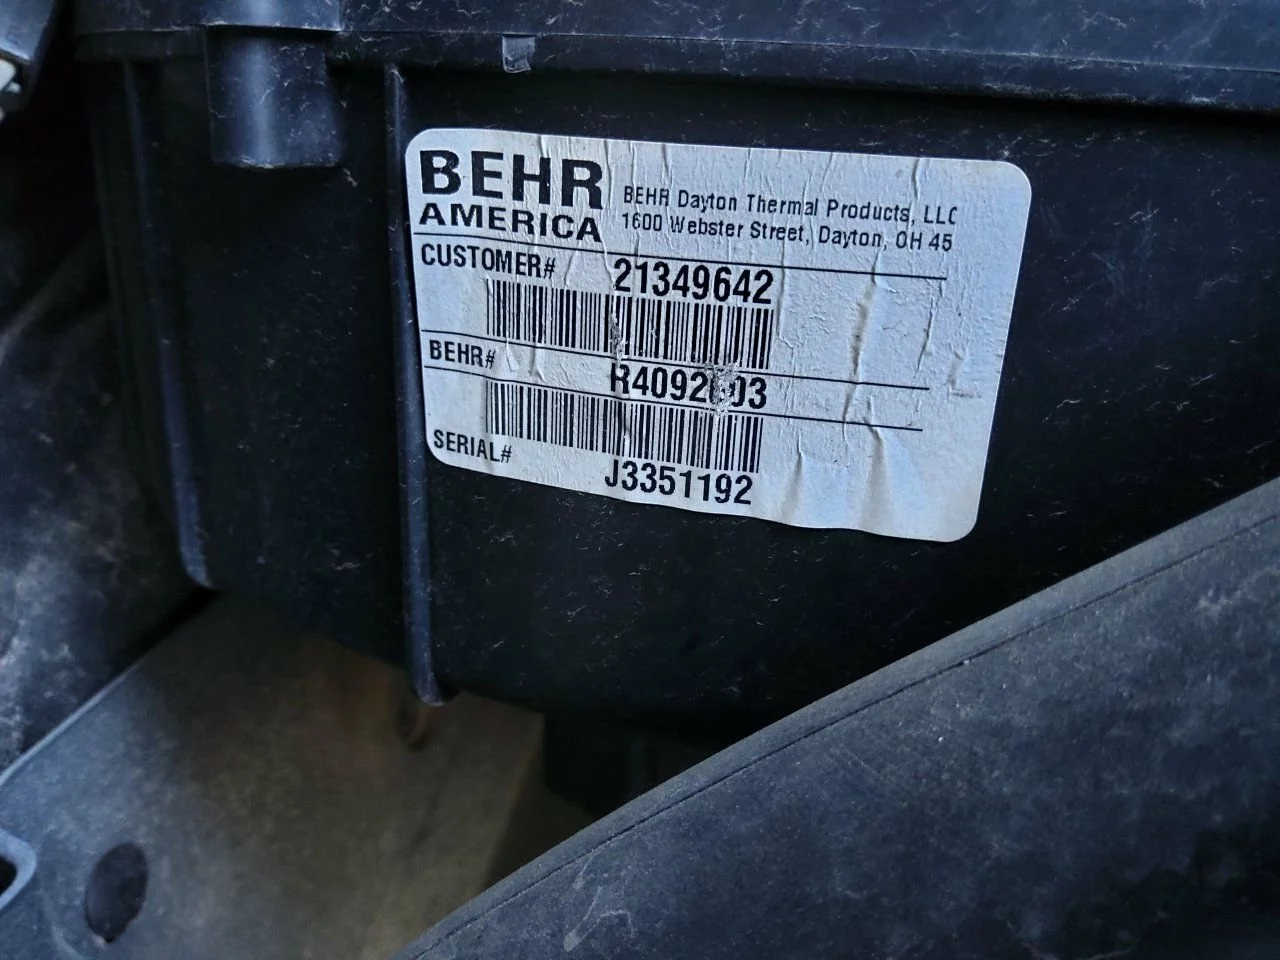 BEHR
AMERICA
BEHR Dayton Thermal Products, LLC
1600 Webster Street, Dayton, OH 45
CUSTOMER# 21349642
BEHR#
SERIAL# J3351192